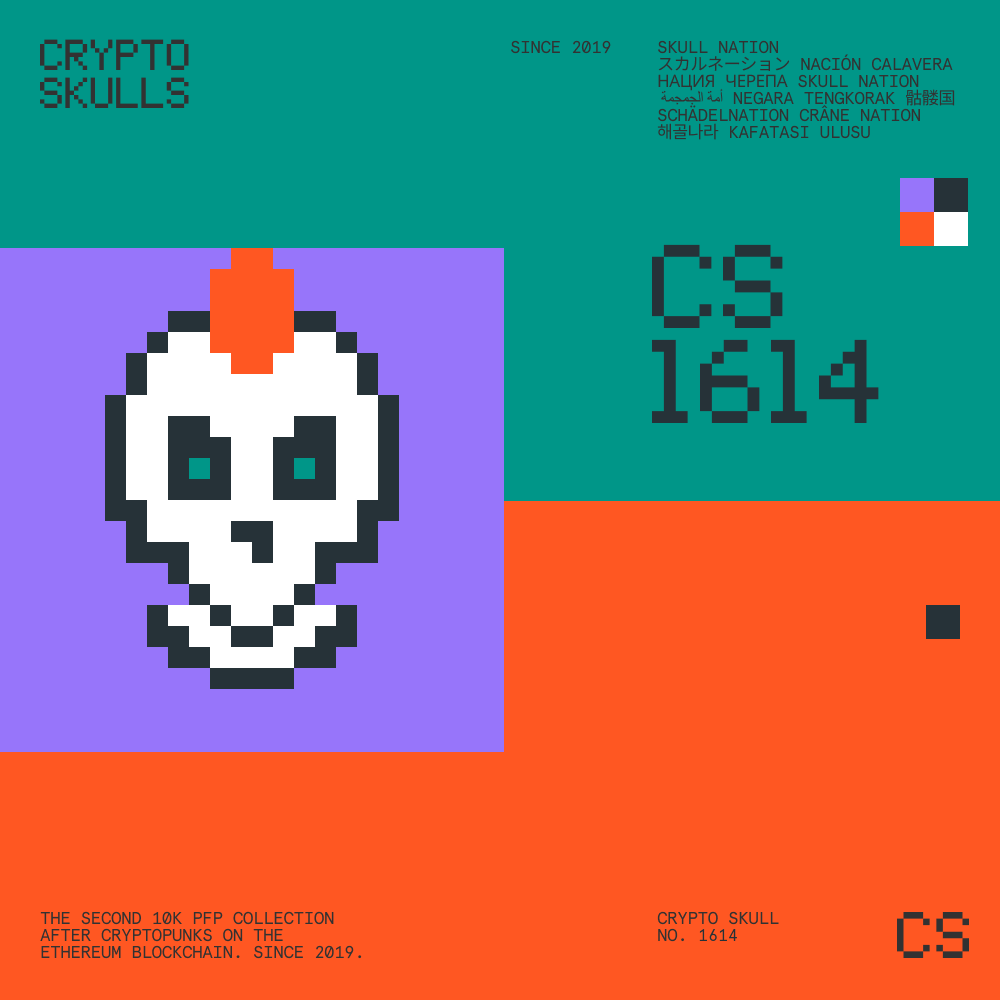 CRYPTO
SKULLS
SINCE 2019
SKULL NATION
スカルネーション NACIÓN CALAVERA
НАЦИЯ ЧЕРЕПА SKULL NATION
أمة الجمجمة NEGARA TENGKORAK 骷髅国
SCHÄDELNATION CRÂNE NATION
해골나라 KAFATASI ULUSU
CS
1614
THE SECOND 10K PFP COLLECTION
AFTER CRYPTOPUNKS ON THE
ETHEREUM BLOCKCHAIN. SINCE 2019.
CRYPTO SKULL
NO. 1614
CS